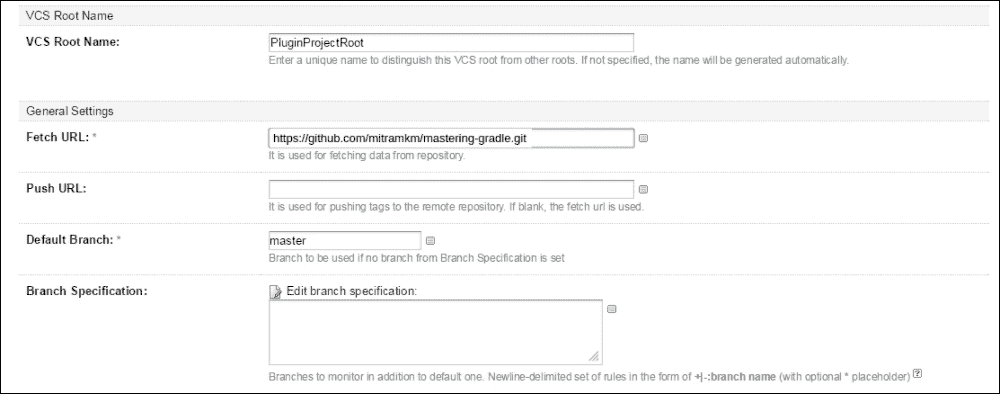 VCS Root Name
VCS Root Name: PluginProjectRoot
Enter a unique name to distinguish this VCS root from other roots. If not specified, the name will be generated automatically.
General Settings
Fetch URL: * https://github.com/mitramkm/mastering-gradle.git
It is used for fetching data from repository.
Push URL:
It is used for pushing tags to the remote repository. If blank, the fetch url is used.
Default Branch: * master
Branch to be used if no branch from Branch Specification is set
Branch Specification: Edit branch specification:
Branches to monitor in addition to default one. Newline-delimited set of rules in the form of +|-:branch name (with optional * placeholder) ?